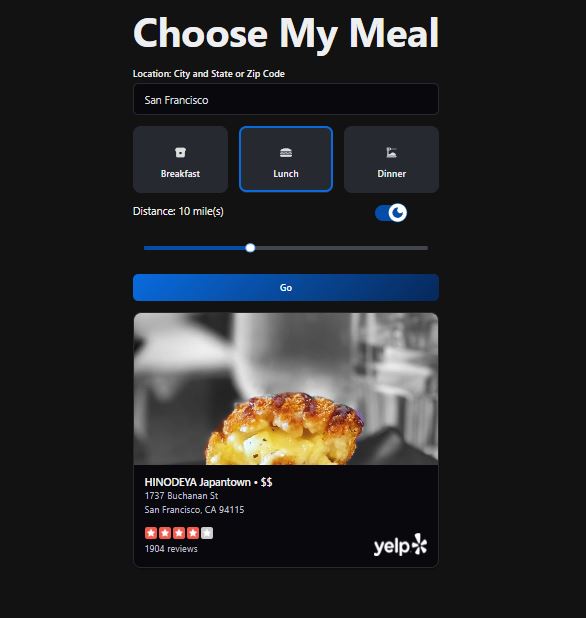 Choose My Meal
Location: City and State or Zip Code
San Francisco
Breakfast
Lunch
Dinner
Distance: 10 mile(s)
Go
HINODEYA Japantown • $$
1737 Buchanan St
San Francisco, CA 94115
1904 reviews
yelp